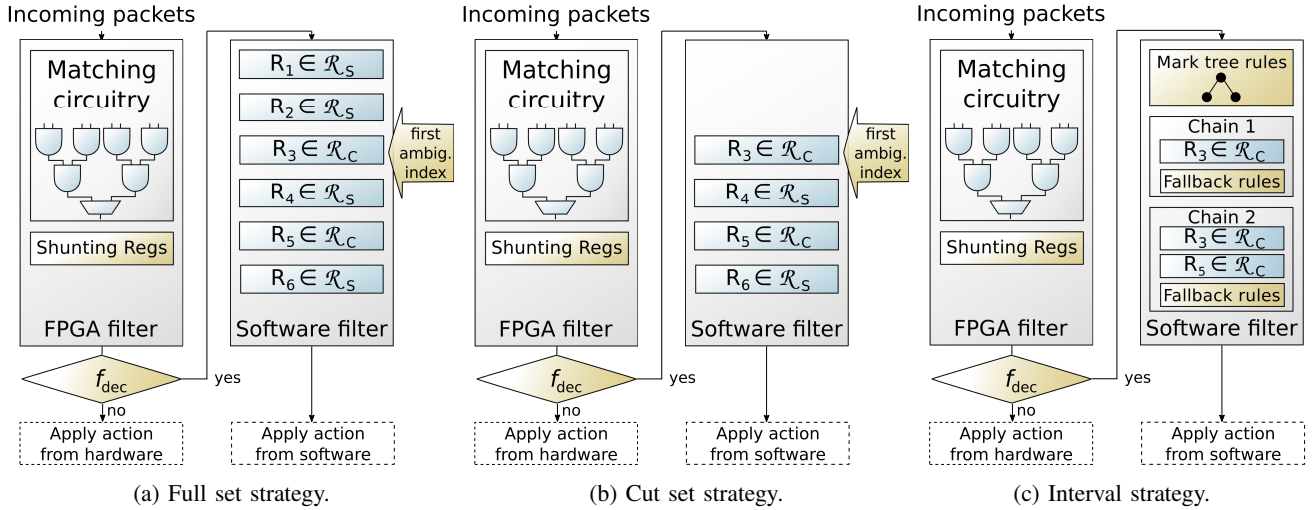 Incoming packets
Matching
circuitry
Shunting Regs
FPGA filter
R1 ∈ ℛS
R2 ∈ ℛS
R3 ∈ ℛC
R4 ∈ ℛS
R5 ∈ ℛC
R6 ∈ ℛS
Software filter
first
ambig.
index
fdec
yes
no
Apply action
from hardware
Apply action
from software
(a) Full set strategy.
Incoming packets
Matching
circuitry
Shunting Regs
FPGA filter
R3 ∈ ℛC
R4 ∈ ℛS
R5 ∈ ℛC
R6 ∈ ℛS
Software filter
first
ambig.
index
fdec
yes
no
Apply action
from hardware
Apply action
from software
(b) Cut set strategy.
Incoming packets
Matching
circuitry
Shunting Regs
FPGA filter
Mark tree rules
Chain 1
R3 ∈ ℛC
Fallback rules
Chain 2
R3 ∈ ℛC
R5 ∈ ℛC
Fallback rules
Software filter
fdec
yes
no
Apply action
from hardware
Apply action
from software
(c) Interval strategy.